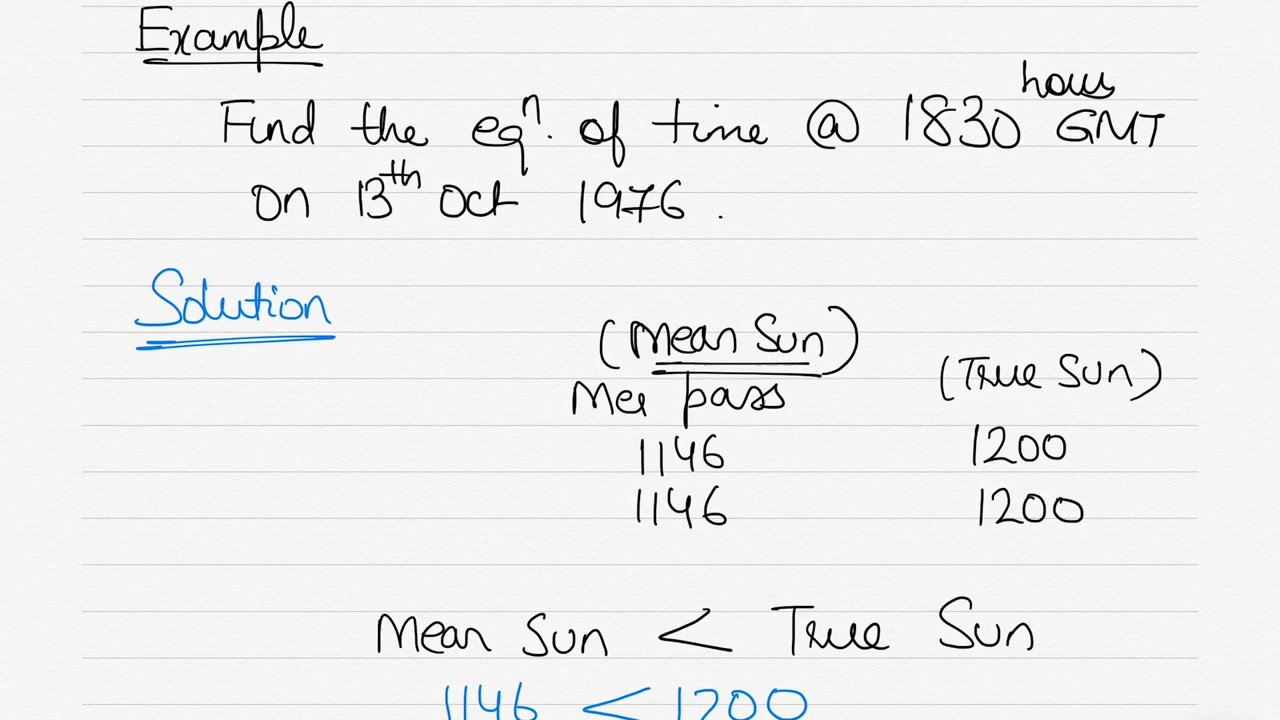 Example
hours
Find the eqⁿ. of time @ 1830 GMT
on 13th Oct 1976.
Solution
(Mean Sun)
(True Sun)
Mer pass
1146 1200
1146 1200
Mean Sun < True Sun
1146 < 1200